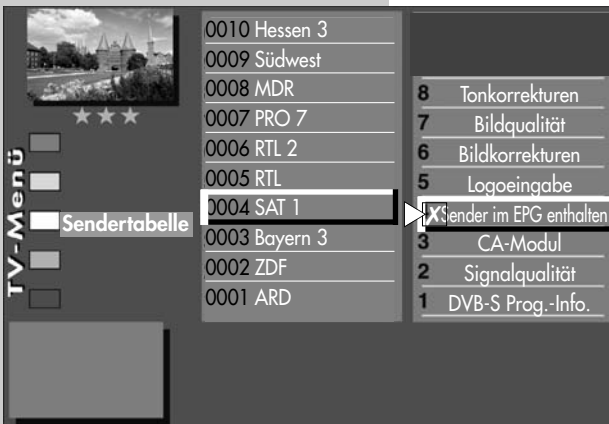 TV-Menü
Sendertabelle
0010 Hessen 3
0009 Südwest
0008 MDR
0007 PRO 7
0006 RTL 2
0005 RTL
0004 SAT 1
0003 Bayern 3
0002 ZDF
0001 ARD
8 Tonkorrekturen
7 Bildqualität
6 Bildkorrekturen
5 Logoeingabe
X Sender im EPG enthalten
3 CA-Modul
2 Signalqualität
1 DVB-S Prog.-Info.